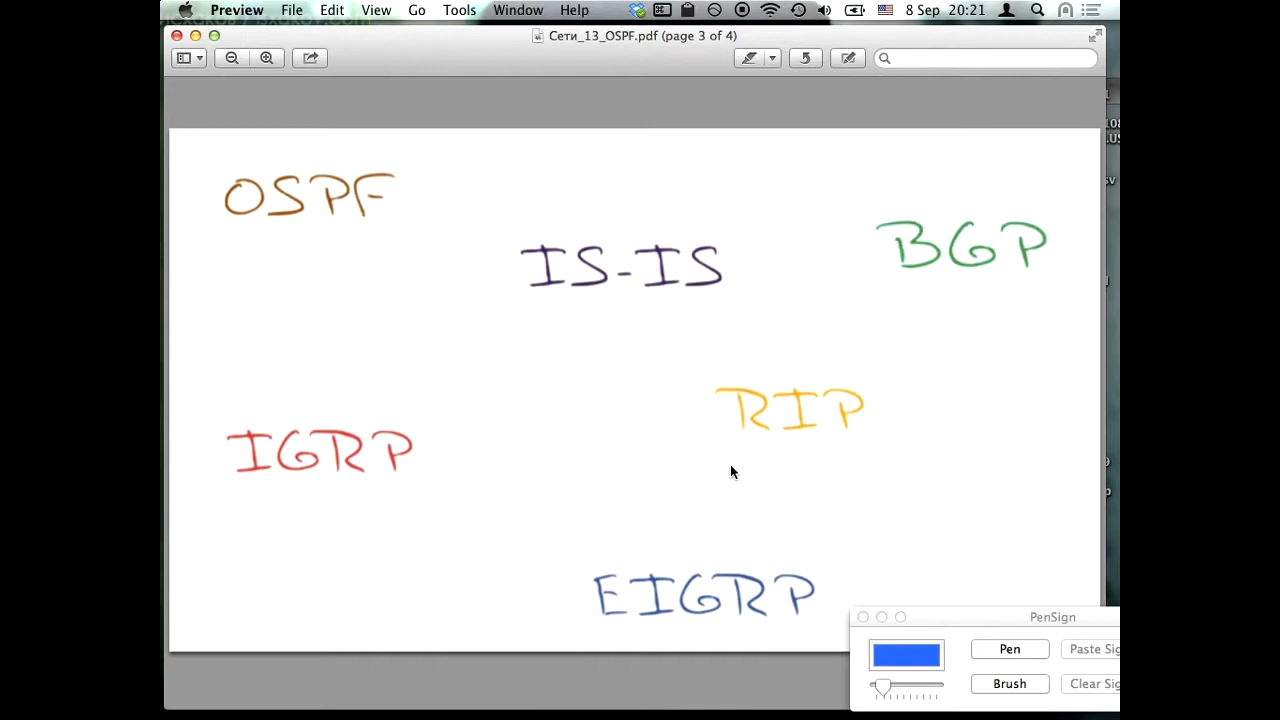 Preview File Edit View Go Tools Window Help 8 Sep 20:21
Сети_13_OSPF.pdf (page 3 of 4)
OSPF
IS-IS
BGP
RIP
IGRP
EIGRP
PenSign
Pen Paste Sig
Brush Clear Sig